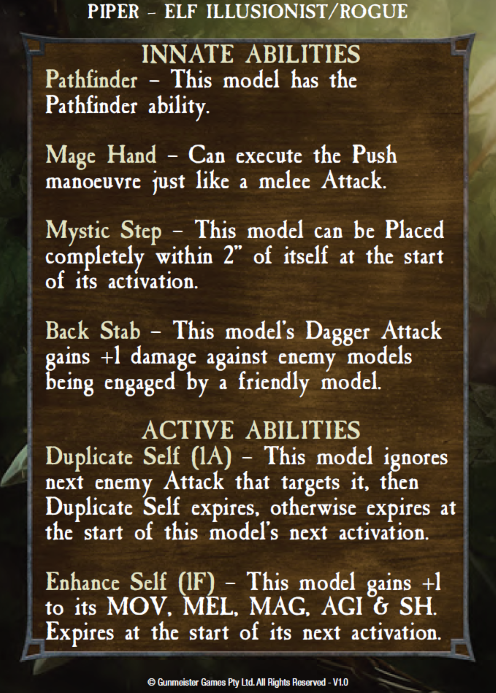 PIPER – ELF ILLUSIONIST/ROGUE
INNATE ABILITIES
Pathfinder – This model has the
Pathfinder ability.
Mage Hand – Can execute the Push
manoeuvre just like a melee Attack.
Mystic Step – This model can be Placed
completely within 2" of itself at the start
of its activation.
Back Stab – This model's Dagger Attack
gains +1 damage against enemy models
being engaged by a friendly model.
ACTIVE ABILITIES
Duplicate Self (1A) – This model ignores
next enemy Attack that targets it, then
Duplicate Self expires, otherwise expires at
the start of this model's next activation.
Enhance Self (1F) – This model gains +1
to its MOV, MEL, MAG, AGI & SH.
Expires at the start of its next activation.
© Gunmeister Games Pty Ltd. All Rights Reserved - V1.0